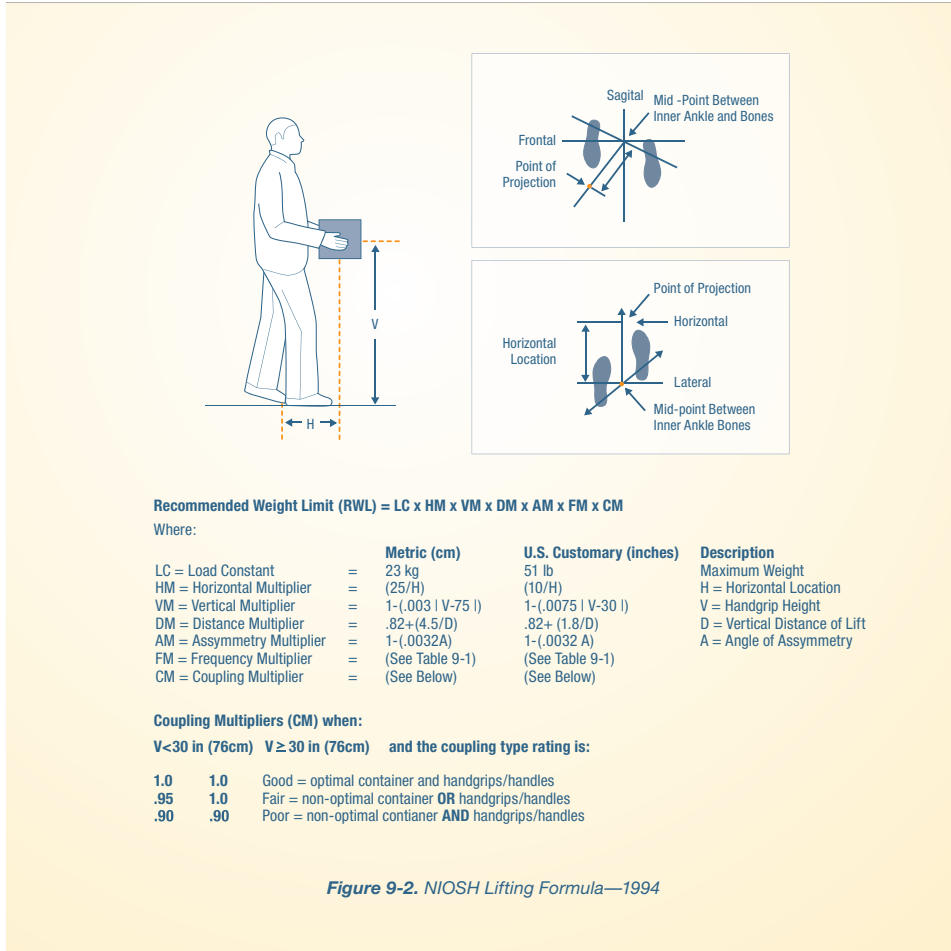 Sagital
Mid -Point Between
Inner Ankle and Bones
Frontal
Point of
Projection
Point of Projection
Horizontal
Horizontal
Location
Lateral
Mid-point Between
Inner Ankle Bones
V
H
Recommended Weight Limit (RWL) = LC x HM x VM x DM x AM x FM x CM
Where:
Metric (cm) U.S. Customary (inches) Description
LC = Load Constant = 23 kg 51 lb Maximum Weight
HM = Horizontal Multiplier = (25/H) (10/H) H = Horizontal Location
VM = Vertical Multiplier = 1-(.003 | V-75 |) 1-(.0075 | V-30 |) V = Handgrip Height
DM = Distance Multiplier = .82+(4.5/D) .82+ (1.8/D) D = Vertical Distance of Lift
AM = Assymmetry Multiplier = 1-(.0032A) 1-(.0032 A) A = Angle of Assymmetry
FM = Frequency Multiplier = (See Table 9-1) (See Table 9-1)
CM = Coupling Multiplier = (See Below) (See Below)
Coupling Multipliers (CM) when:
V<30 in (76cm) V≥30 in (76cm) and the coupling type rating is:
1.0 1.0 Good = optimal container and handgrips/handles
.95 1.0 Fair = non-optimal container OR handgrips/handles
.90 .90 Poor = non-optimal contianer AND handgrips/handles
Figure 9-2. NIOSH Lifting Formula—1994